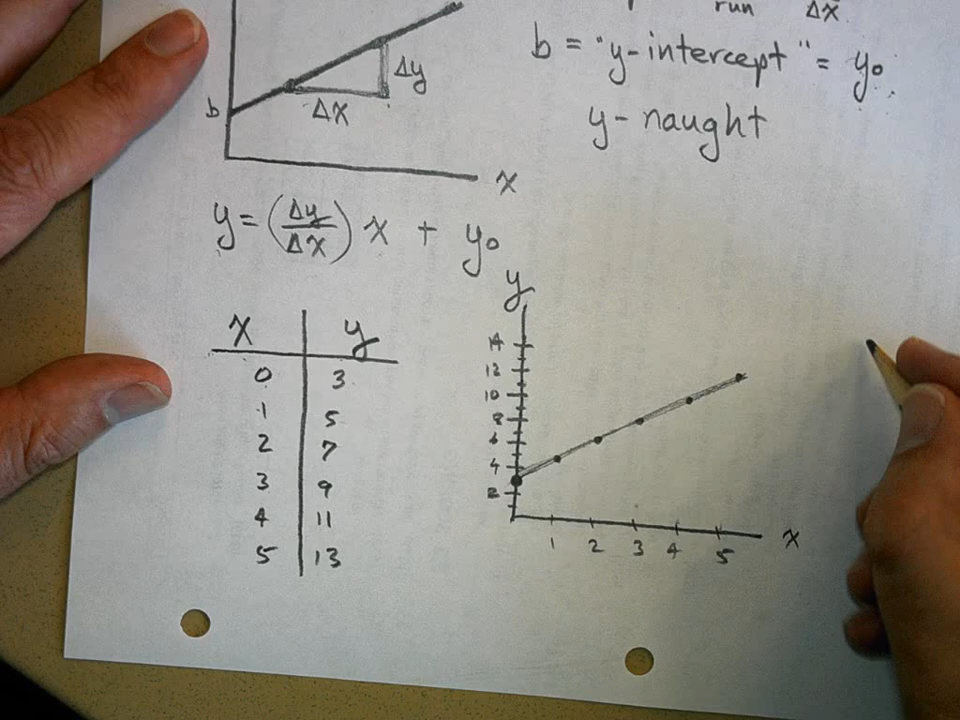 run Δx
b = "y-intercept" = y₀
y-naught
Δy
Δx
b
x
y = (Δy/Δx) x + y₀
x y
0 3
1 5
2 7
3 9
4 11
5 13
y
14
12
10
8
6
4
2
1 2 3 4 5
x